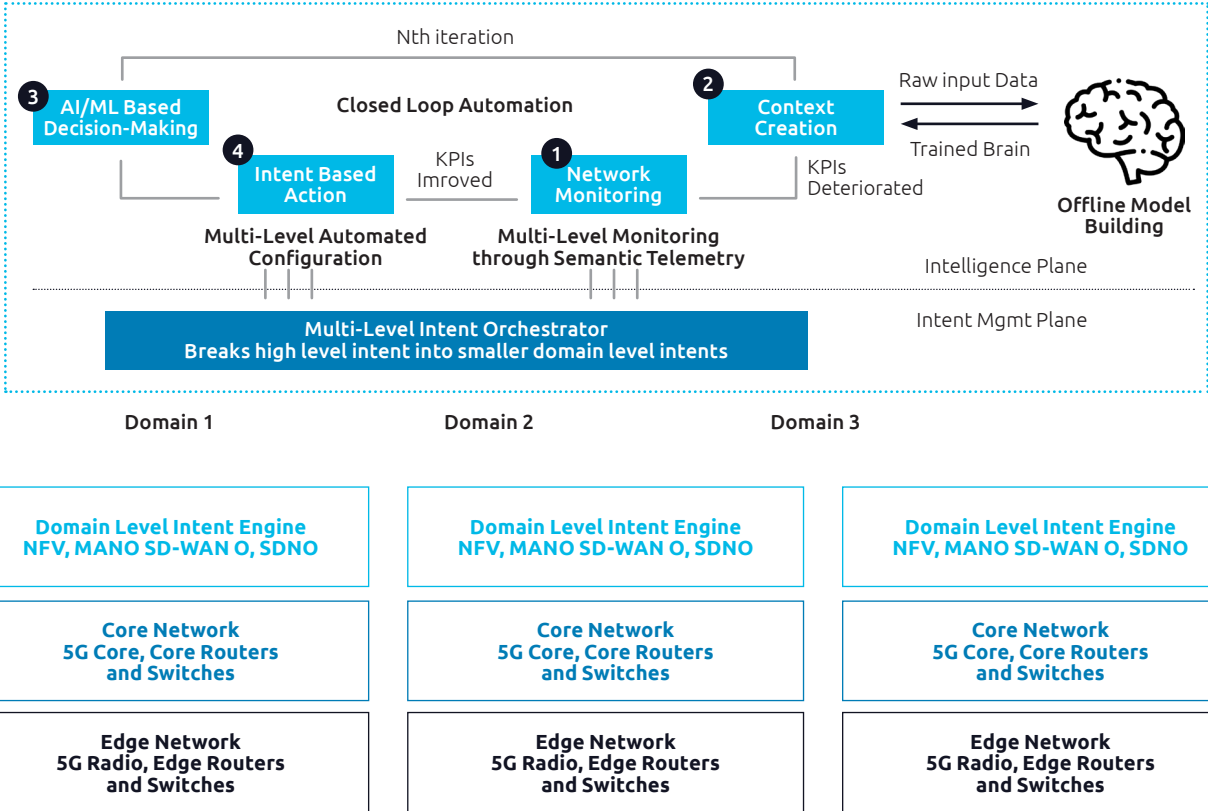 Nth iteration
3
AI/ML Based
Decision-Making
Closed Loop Automation
2
Context
Creation
Raw input Data
Trained Brain
4
Intent Based
Action
KPIs
Imroved
1
Network
Monitoring
KPIs
Deteriorated
Offline Model
Building
Multi-Level Automated
Configuration
Multi-Level Monitoring
through Semantic Telemetry
Intelligence Plane
Intent Mgmt Plane
Multi-Level Intent Orchestrator
Breaks high level intent into smaller domain level intents
Domain 1
Domain 2
Domain 3
Domain Level Intent Engine
NFV, MANO SD-WAN O, SDNO
Domain Level Intent Engine
NFV, MANO SD-WAN O, SDNO
Domain Level Intent Engine
NFV, MANO SD-WAN O, SDNO
Core Network
5G Core, Core Routers
and Switches
Core Network
5G Core, Core Routers
and Switches
Core Network
5G Core, Core Routers
and Switches
Edge Network
5G Radio, Edge Routers
and Switches
Edge Network
5G Radio, Edge Routers
and Switches
Edge Network
5G Radio, Edge Routers
and Switches